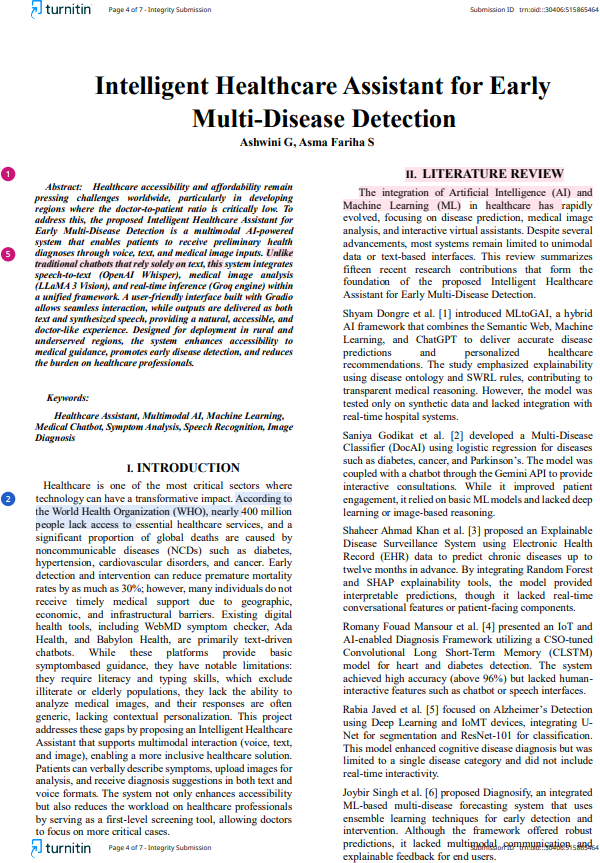 turnitin Page 4 of 7 - Integrity Submission Submission ID trn:oid:::30406:515865464
Intelligent Healthcare Assistant for Early
Multi-Disease Detection
Ashwini G, Asma Fariha S
1
Abstract: Healthcare accessibility and affordability remain
pressing challenges worldwide, particularly in developing
regions where the doctor-to-patient ratio is critically low. To
address this, the proposed Intelligent Healthcare Assistant for
Early Multi-Disease Detection is a multimodal AI-powered
system that enables patients to receive preliminary health
diagnoses through voice, text, and medical image inputs. Unlike
5
traditional chatbots that rely solely on text, this system integrates
speech-to-text (OpenAI Whisper), medical image analysis
(LLaMA 3 Vision), and real-time inference (Groq engine) within
a unified framework. A user-friendly interface built with Gradio
allows seamless interaction, while outputs are delivered as both
text and synthesized speech, providing a natural, accessible, and
doctor-like experience. Designed for deployment in rural and
underserved regions, the system enhances accessibility to
medical guidance, promotes early disease detection, and reduces
the burden on healthcare professionals.
Keywords:
Healthcare Assistant, Multimodal AI, Machine Learning,
Medical Chatbot, Symptom Analysis, Speech Recognition, Image
Diagnosis
I. INTRODUCTION
Healthcare is one of the most critical sectors where
technology can have a transformative impact. According to
2
the World Health Organization (WHO), nearly 400 million
people lack access to essential healthcare services, and a
significant proportion of global deaths are caused by
noncommunicable diseases (NCDs) such as diabetes,
hypertension, cardiovascular disorders, and cancer. Early
detection and intervention can reduce premature mortality
rates by as much as 30%; however, many individuals do not
receive timely medical support due to geographic,
economic, and infrastructural barriers. Existing digital
health tools, including WebMD symptom checker, Ada
Health, and Babylon Health, are primarily text-driven
chatbots. While these platforms provide basic
symptombased guidance, they have notable limitations:
they require literacy and typing skills, which exclude
illiterate or elderly populations, they lack the ability to
analyze medical images, and their responses are often
generic, lacking contextual personalization. This project
addresses these gaps by proposing an Intelligent Healthcare
Assistant that supports multimodal interaction (voice, text,
and image), enabling a more inclusive healthcare solution.
Patients can verbally describe symptoms, upload images for
analysis, and receive diagnosis suggestions in both text and
voice formats. The system not only enhances accessibility
but also reduces the workload on healthcare professionals
by serving as a first-level screening tool, allowing doctors
to focus on more critical cases.
II. LITERATURE REVIEW
The integration of Artificial Intelligence (AI) and
Machine Learning (ML) in healthcare has rapidly
evolved, focusing on disease prediction, medical image
analysis, and interactive virtual assistants. Despite several
advancements, most systems remain limited to unimodal
data or text-based interfaces. This review summarizes
fifteen recent research contributions that form the
foundation of the proposed Intelligent Healthcare
Assistant for Early Multi-Disease Detection.
Shyam Dongre et al. [1] introduced MLtoGAI, a hybrid
AI framework that combines the Semantic Web, Machine
Learning, and ChatGPT to deliver accurate disease
predictions and personalized healthcare
recommendations. The study emphasized explainability
using disease ontology and SWRL rules, contributing to
transparent medical reasoning. However, the model was
tested only on synthetic data and lacked integration with
real-time hospital systems.
Saniya Godikat et al. [2] developed a Multi-Disease
Classifier (DocAI) using logistic regression for diseases
such as diabetes, cancer, and Parkinson's. The model was
coupled with a chatbot through the Gemini API to provide
interactive consultations. While it improved patient
engagement, it relied on basic ML models and lacked deep
learning or image-based reasoning.
Shaheer Ahmad Khan et al. [3] proposed an Explainable
Disease Surveillance System using Electronic Health
Record (EHR) data to predict chronic diseases up to
twelve months in advance. By integrating Random Forest
and SHAP explainability tools, the model provided
interpretable predictions, though it lacked real-time
conversational features or patient-facing components.
Romany Fouad Mansour et al. [4] presented an IoT and
AI-enabled Diagnosis Framework utilizing a CSO-tuned
Convolutional Long Short-Term Memory (CLSTM)
model for heart and diabetes detection. The system
achieved high accuracy (above 96%) but lacked human-
interactive features such as chatbot or speech interfaces.
Rabia Javed et al. [5] focused on Alzheimer's Detection
using Deep Learning and IoMT devices, integrating U-
Net for segmentation and ResNet-101 for classification.
This model enhanced cognitive disease diagnosis but was
limited to a single disease category and did not include
real-time interactivity.
Joybir Singh et al. [6] proposed Diagnosify, an integrated
ML-based multi-disease forecasting system that uses
ensemble learning techniques for early detection and
intervention. Although the framework offered robust
predictions, it lacked multimodal communication and
explainable feedback for end users.
turnitin Page 4 of 7 - Integrity Submission Submission ID trn:oid:::30406:515865464